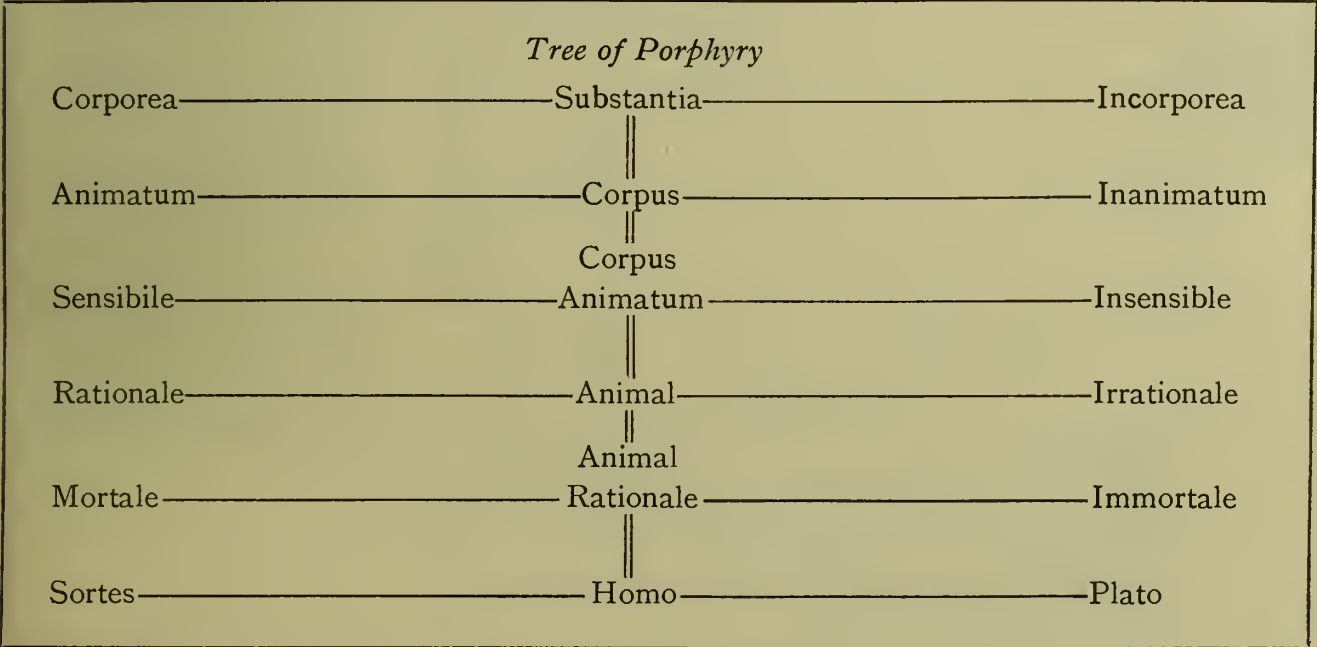 Tree of Porphyry
Corporea Substantia Incorporea
Animatum Corpus Inanimatum
Corpus
Sensibile Animatum Insensible
Rationale Animal Irrationale
Animal
Mortale Rationale Immortale
Sortes Homo Plato